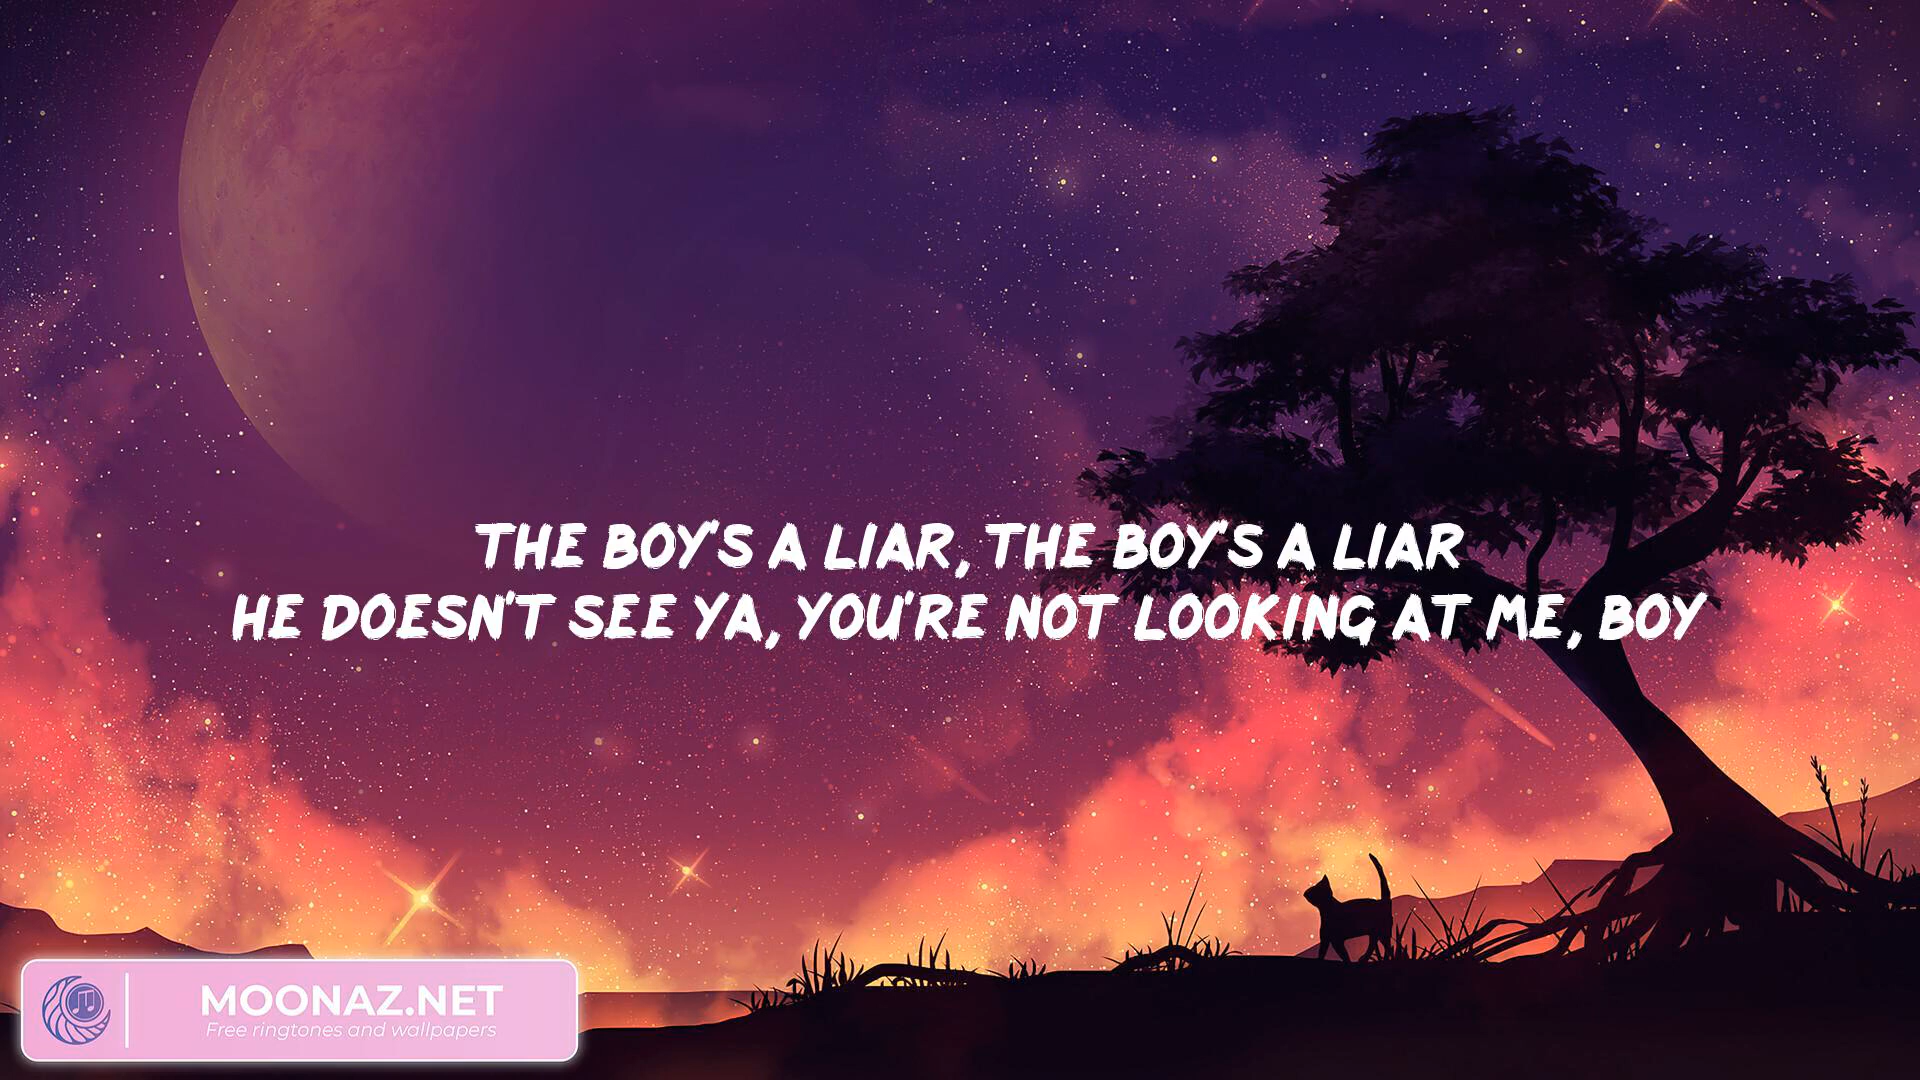 THE BOY'S A LIAR, THE BOY'S A LIAR
HE DOESN'T SEE YA, YOU'RE NOT LOOKING AT ME, BOY
MOONAZ.NET
Free ringtones and wallpapers